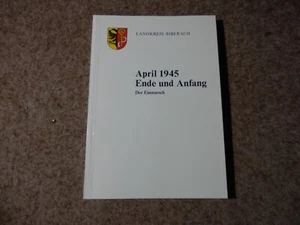 LANDKREIS BIBERACH
April 1945
Ende und Anfang
Der Einmarsch